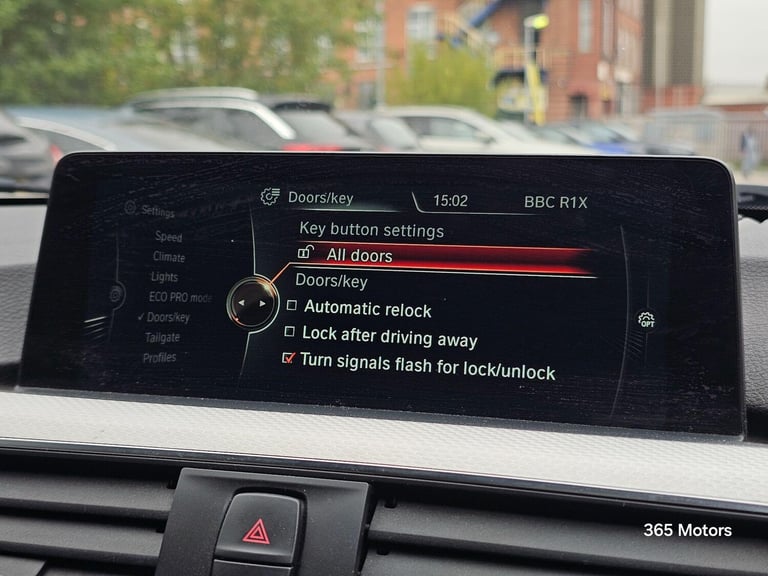 Doors/key
15:02
BBC R1X
Settings
Speed
Climate
Lights
ECO PRO mode
Doors/key
Tailgate
Profiles
Key button settings
All doors
Doors/key
Automatic relock
Lock after driving away
Turn signals flash for lock/unlock
OPT
365 Motors